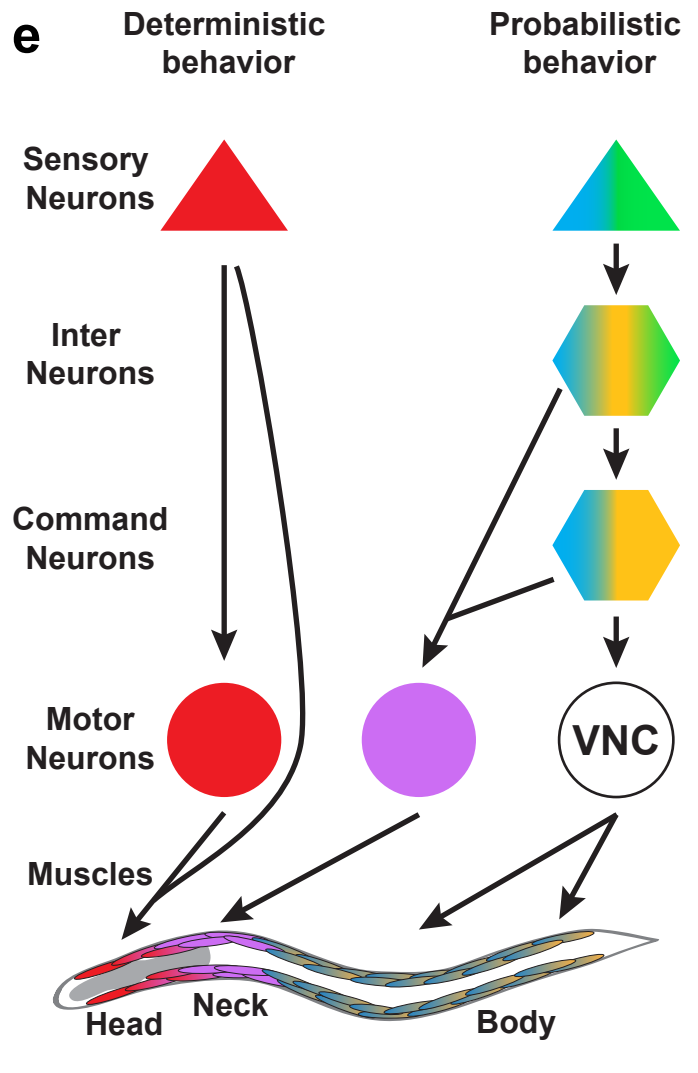 e
Deterministic
behavior
Probabilistic
behavior
Sensory
Neurons
Inter
Neurons
Command
Neurons
Motor
Neurons
VNC
Muscles
Head
Neck
Body